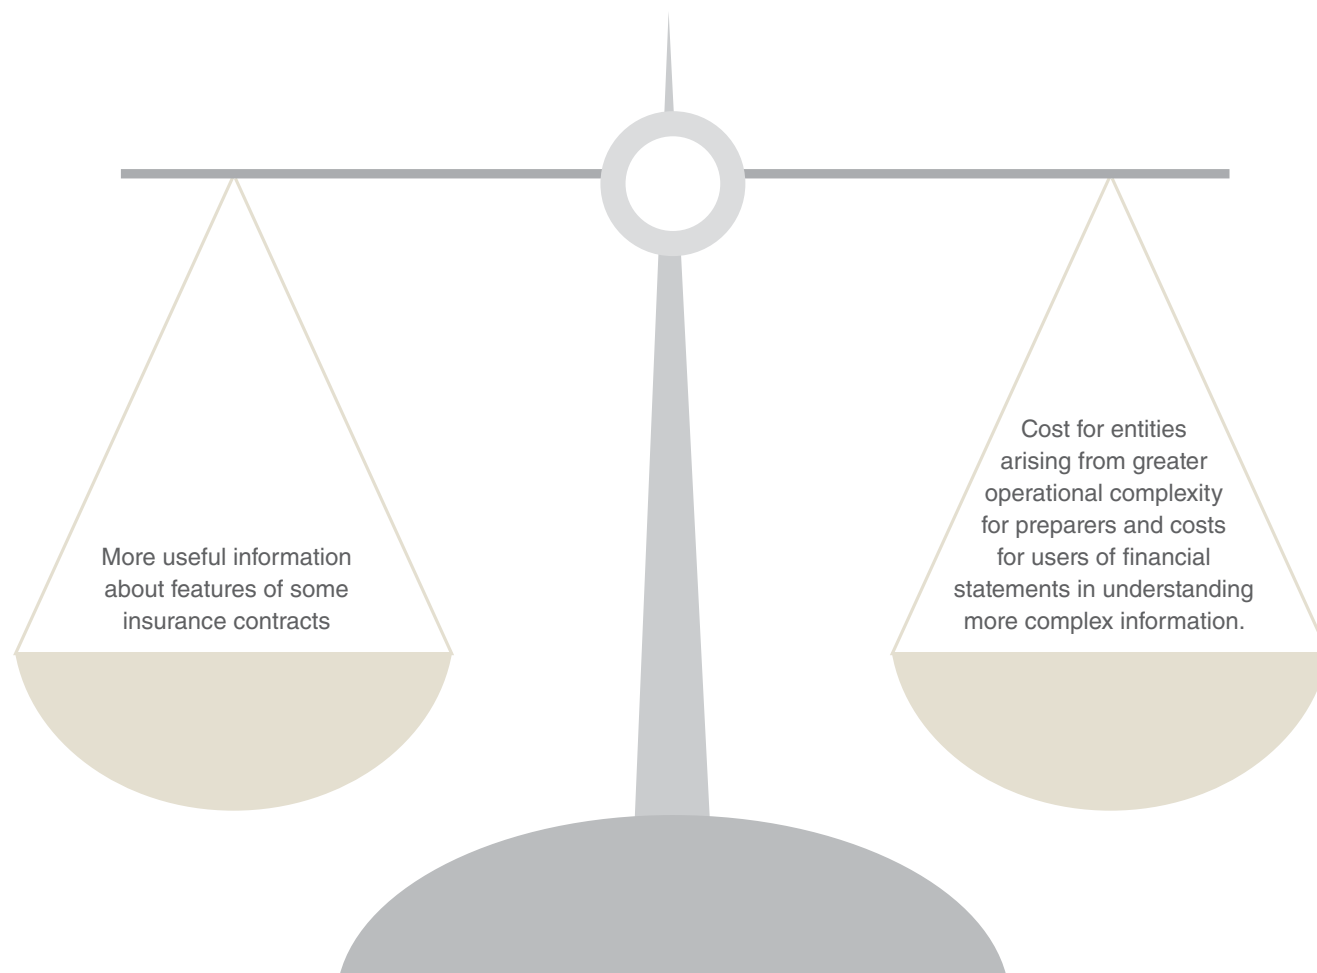 More useful information
about features of some
insurance contracts
Cost for entities
arising from greater
operational complexity
for preparers and costs
for users of financial
statements in understanding
more complex information.